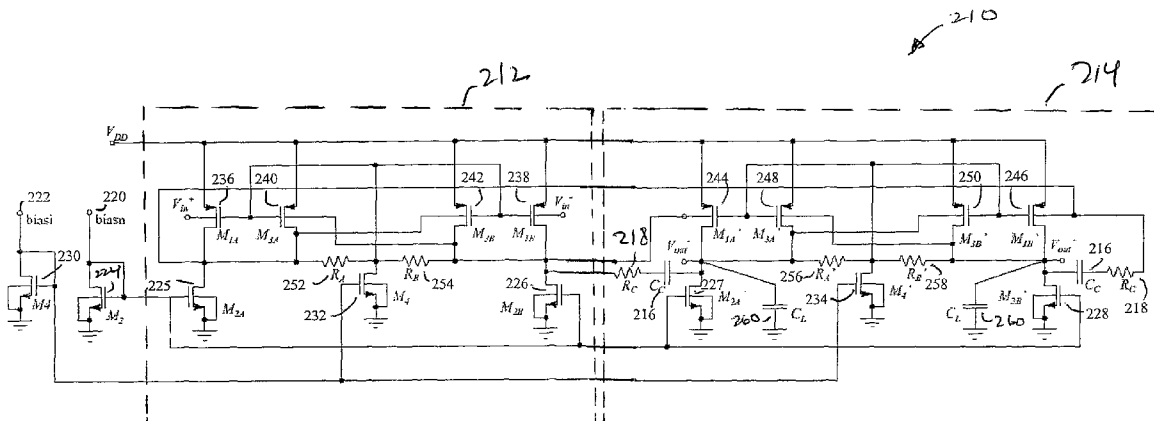 210
212
214
V_DD
222
220
biasi
biasn
236
240
242
238
244
248
250
246
V_in+
V_in-
M_1A
M_3A
M_3B
M_1B
M_1A'
M_3A'
M_3B'
M_1B'
218
V_out-
V_out+
230
224
225
R_A
R_B
226
R_C
C_C
227
256
R_A'
R_B'
216
C_C
R_C
M4
M_2
M_2A
252
M_4
254
M_2B
216
M_2A'
234
M_4'
258
M_2B'
218
232
260
C_L
C_L
260
228